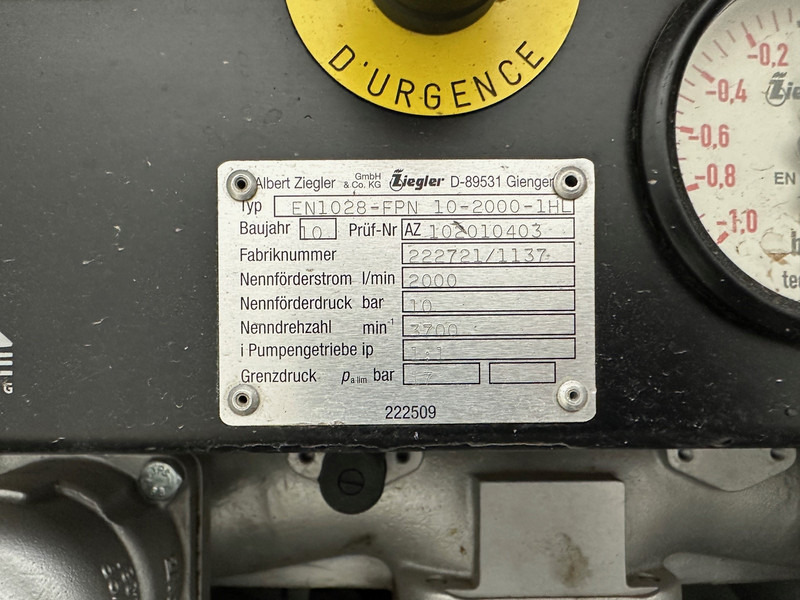 D'URGENCE
-0,2
-0,4
-0,6
-0,8
-1,0
EN
Albert Ziegler GmbH & Co. KG Ziegler D-89531 Giengen
Typ EN1028-FPN 10-2000-1HL
Baujahr 10 Prüf-Nr AZ 102010403
Fabriknummer 222721/1137
Nennförderstrom l/min 2000
Nennförderdruck bar 10
Nenndrehzahl min⁻¹ 3700
i Pumpengetriebe ip
Grenzdruck pa lim bar 17
222509
G